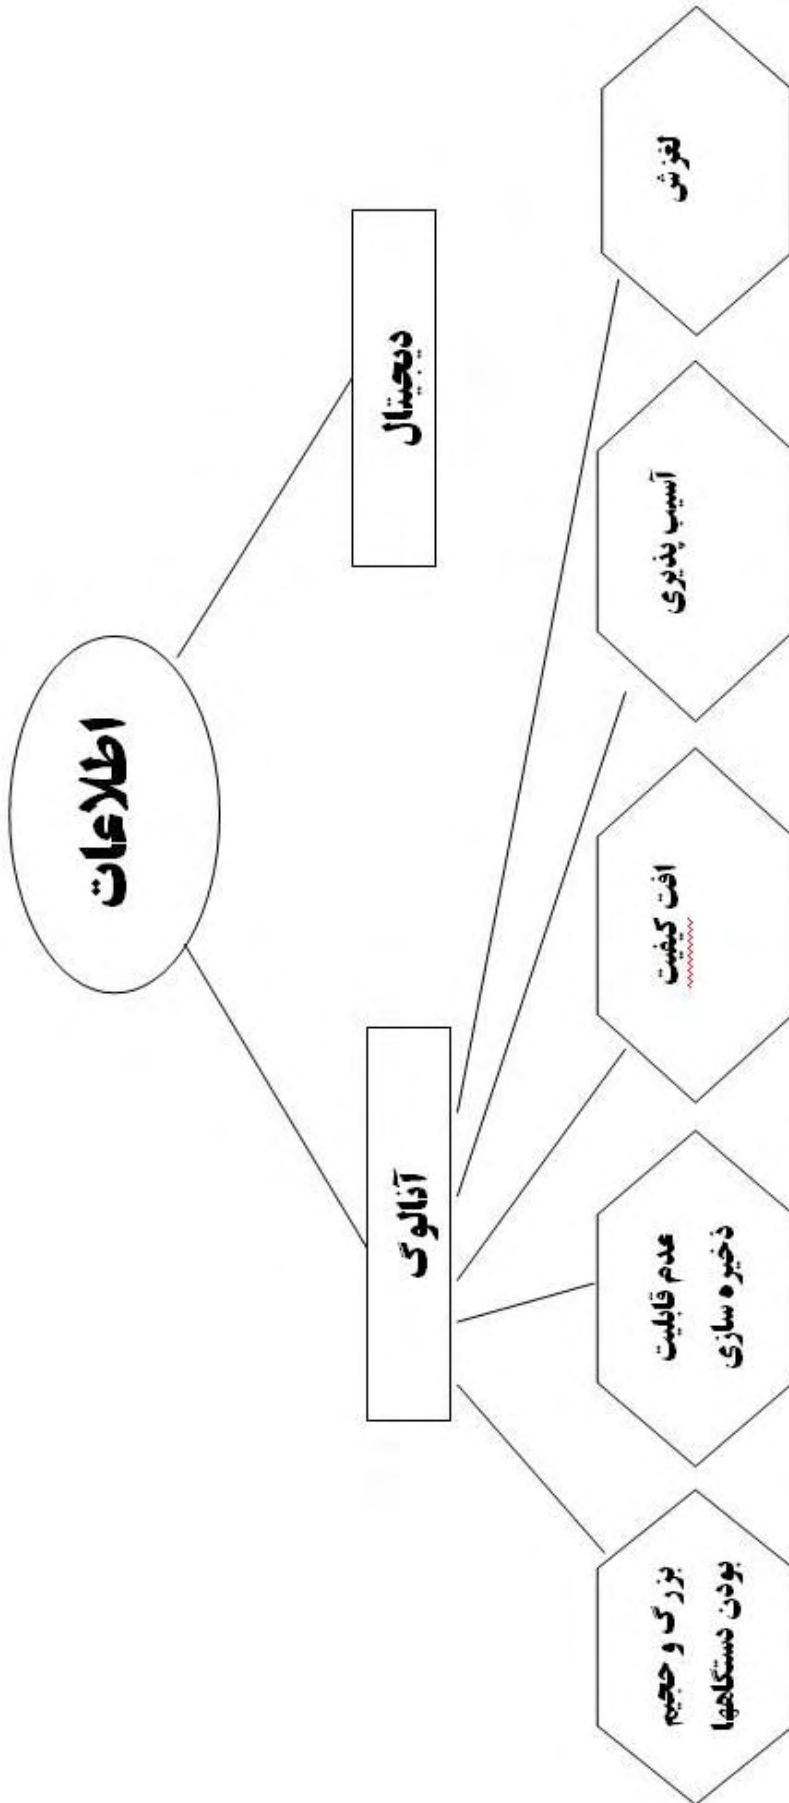 اطلاعات
دیجیتال
آنالوگ
لغزش
آسیب پذیری
افت کیفیت
عدم قابلیت
ذخیره سازی
بزرگ و حجیم
بودن دستگاهها